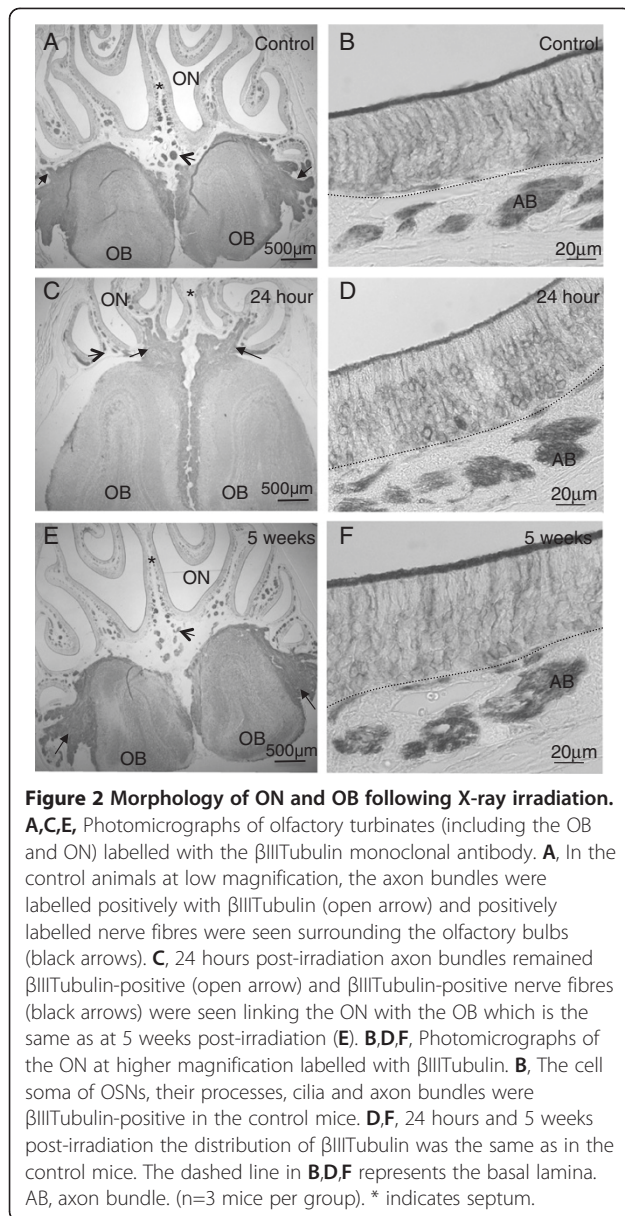 A Control
ON
*
OB OB
500µm
B Control
AB
20µm
C 24 hour
ON *
OB OB
500µm
D 24 hour
AB
20µm
E 5 weeks
*
ON
OB OB
500µm
F 5 weeks
AB
20µm
Figure 2 Morphology of ON and OB following X-ray irradiation.
A,C,E, Photomicrographs of olfactory turbinates (including the OB
and ON) labelled with the βIIITubulin monoclonal antibody. A, In the
control animals at low magnification, the axon bundles were
labelled positively with βIIITubulin (open arrow) and positively
labelled nerve fibres were seen surrounding the olfactory bulbs
(black arrows). C, 24 hours post-irradiation axon bundles remained
βIIITubulin-positive (open arrow) and βIIITubulin-positive nerve fibres
(black arrows) were seen linking the ON with the OB which is the
same as at 5 weeks post-irradiation (E). B,D,F, Photomicrographs of
the ON at higher magnification labelled with βIIITubulin. B, The cell
soma of OSNs, their processes, cilia and axon bundles were
βIIITubulin-positive in the control mice. D,F, 24 hours and 5 weeks
post-irradiation the distribution of βIIITubulin was the same as in the
control mice. The dashed line in B,D,F represents the basal lamina.
AB, axon bundle. (n=3 mice per group). * indicates septum.